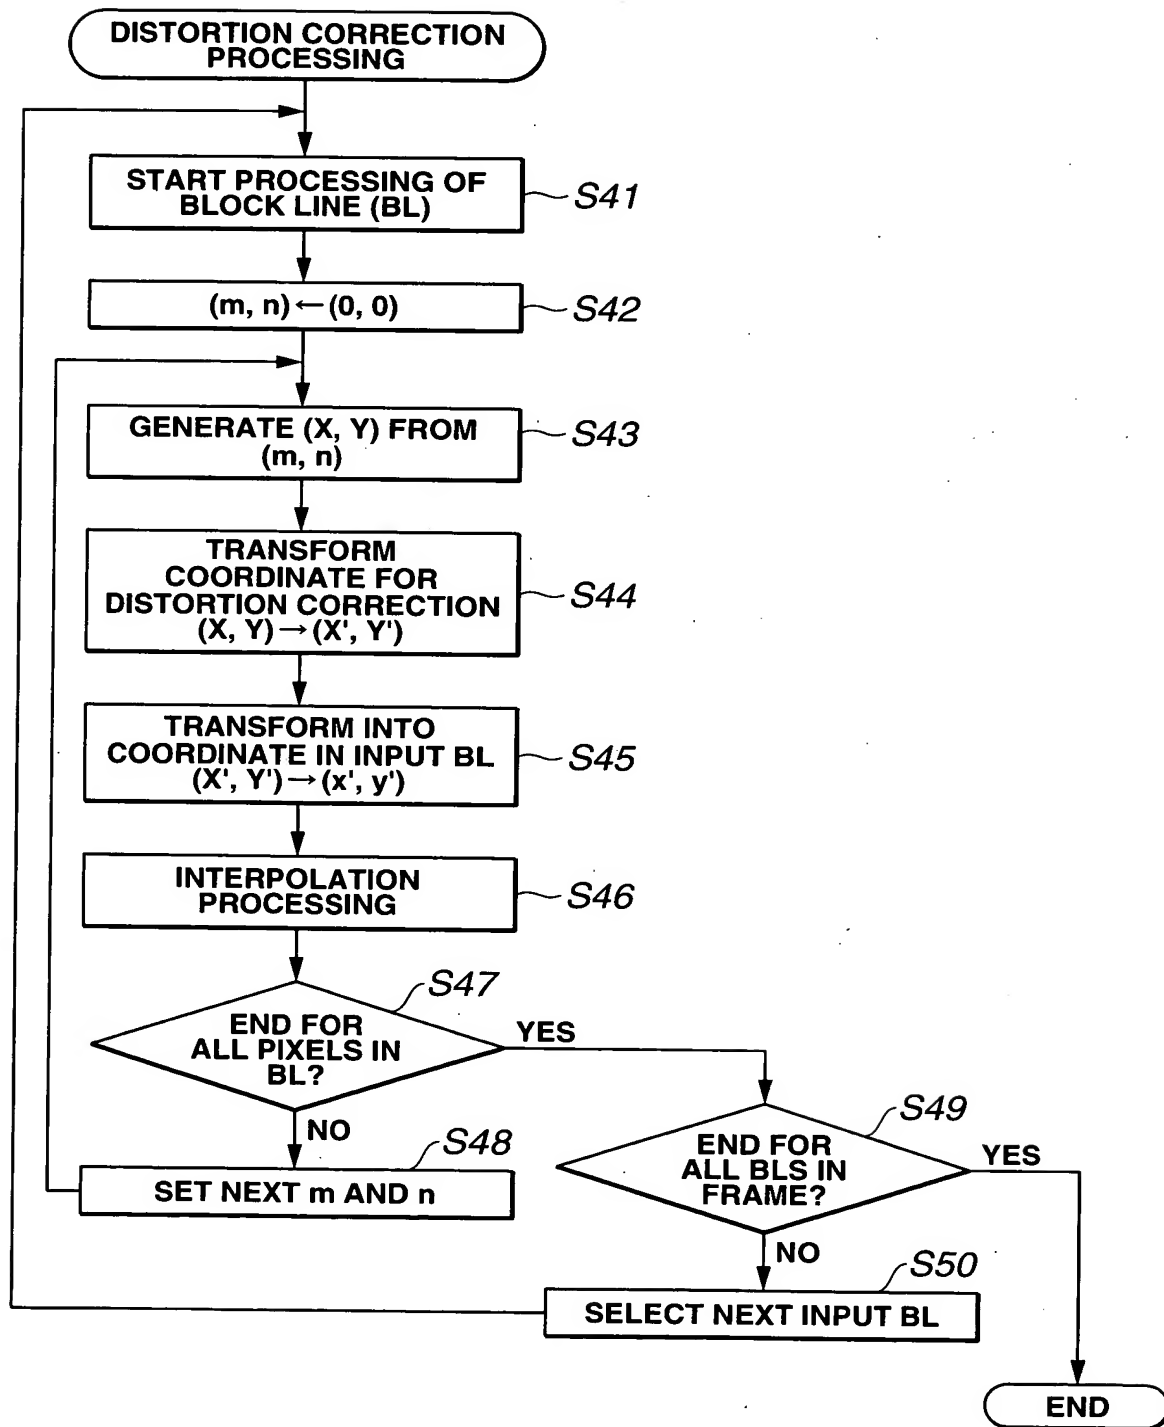 DISTORTION CORRECTION
PROCESSING
START PROCESSING OF
BLOCK LINE (BL)
S41
(m, n)←(0, 0)
S42
GENERATE (X, Y) FROM
(m, n)
S43
TRANSFORM
COORDINATE FOR
DISTORTION CORRECTION
(X, Y)→(X', Y')
S44
TRANSFORM INTO
COORDINATE IN INPUT BL
(X', Y')→(x', y')
S45
INTERPOLATION
PROCESSING
S46
S47
END FOR
ALL PIXELS IN
BL?
YES
NO
S48
SET NEXT m AND n
S49
END FOR
ALL BLS IN
FRAME?
YES
NO
S50
SELECT NEXT INPUT BL
END